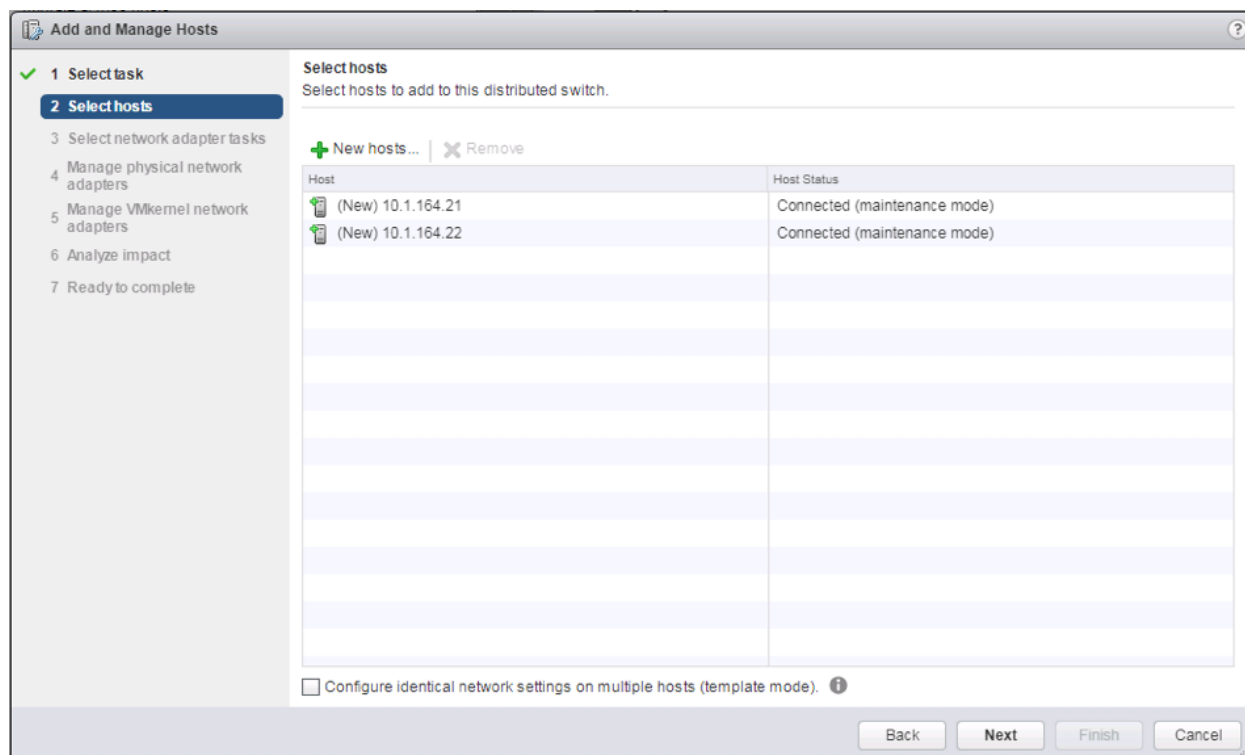 Add and Manage Hosts
?
1 Select task
2 Select hosts
3 Select network adapter tasks
4 Manage physical network
adapters
5 Manage VMkernel network
adapters
6 Analyze impact
7 Ready to complete
Select hosts
Select hosts to add to this distributed switch.
New hosts... Remove
Host Host Status
(New) 10.1.164.21 Connected (maintenance mode)
(New) 10.1.164.22 Connected (maintenance mode)
Configure identical network settings on multiple hosts (template mode).
Back Next Finish Cancel